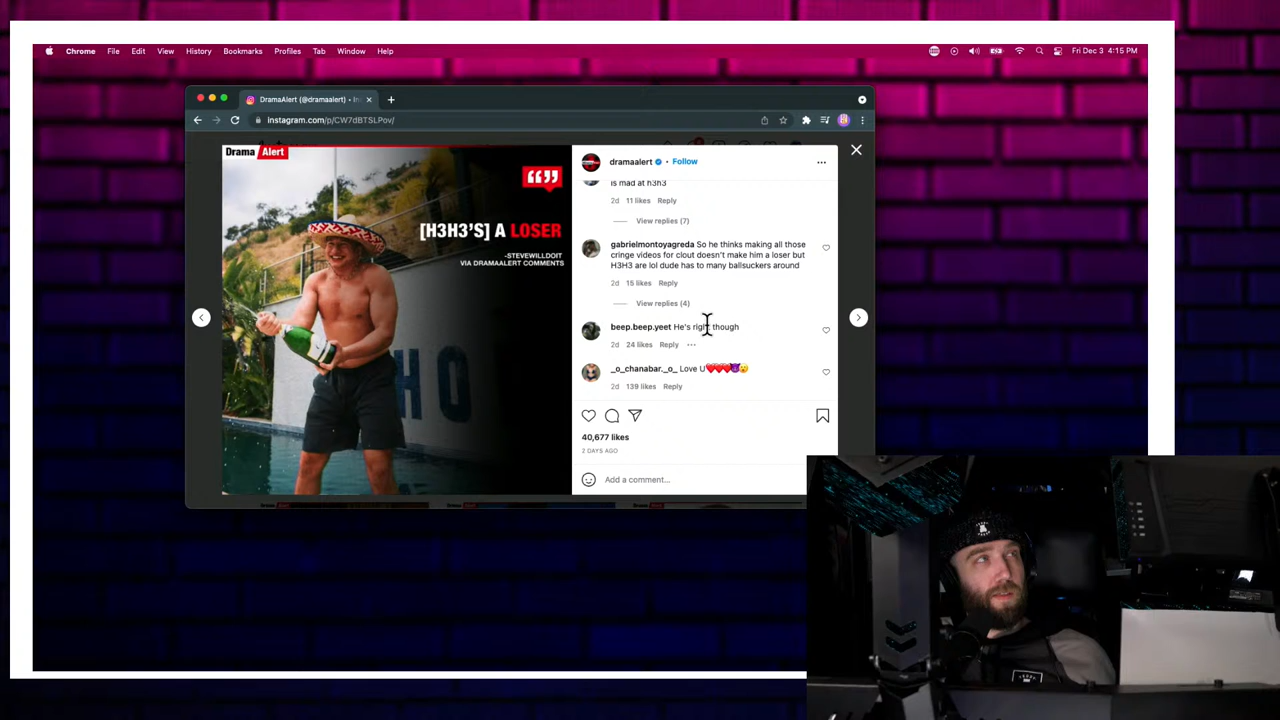 Chrome File Edit View History Bookmarks Profiles Tab Window Help
Fri Dec 3 4:15 PM
DramaAlert (@dramaalert) • In
instagram.com/p/CW7dBTSLPov/
Drama Alert
[H3H3'S] A LOSER
-STEVEWILLDOIT
VIA DRAMAALERT COMMENTS
dramaalert • Follow
is mad at h3h3
2d 11 likes Reply
View replies (7)
gabrielmontoyagreda So he thinks making all those
cringe videos for clout doesn't make him a loser but
H3H3 are lol dude has to many ballsuckers around
2d 15 likes Reply
View replies (4)
beep.beep.yeet He's right though
2d 24 likes Reply
_o_chanabar._o_ Love U❤️❤️❤️😈😥
2d 139 likes Reply
40,677 likes
2 DAYS AGO
Add a comment...